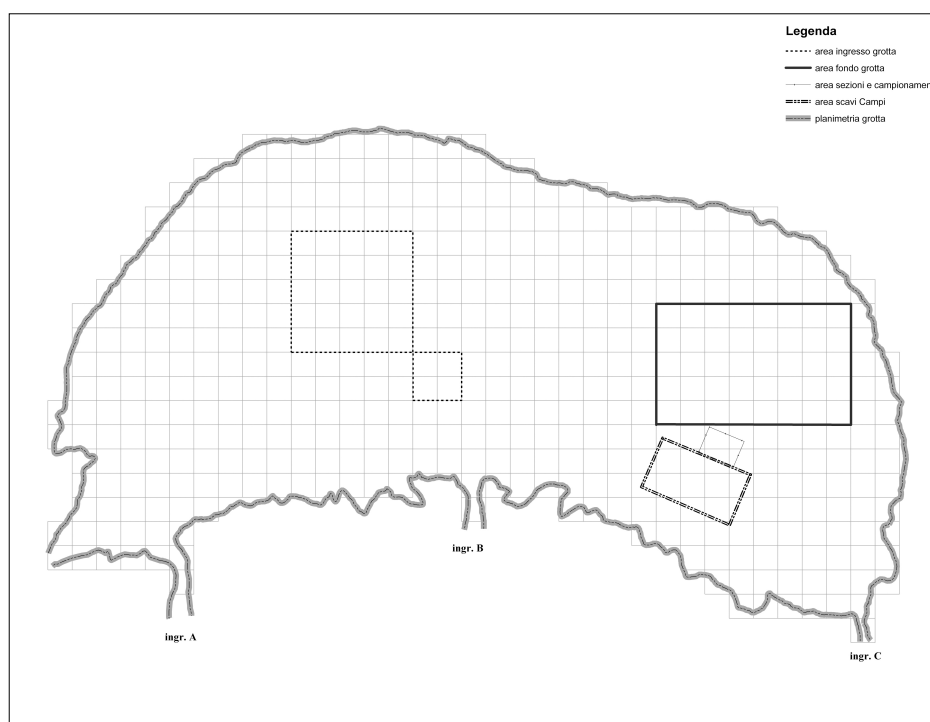 Legenda
area ingresso grotta
area fondo grotta
area sezioni e campionamen
area scavi Campi
planimetria grotta
ingr. B
ingr. A
ingr. C